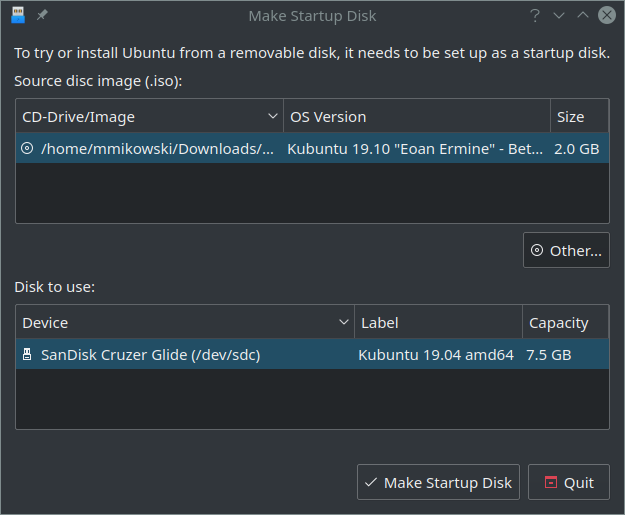 Make Startup Disk
To try or install Ubuntu from a removable disk, it needs to be set up as a startup disk.
Source disc image (.iso):
CD-Drive/Image OS Version Size
/home/mmikowski/Downloads/... Kubuntu 19.10 "Eoan Ermine" - Bet... 2.0 GB
Other...
Disk to use:
Device Label Capacity
SanDisk Cruzer Glide (/dev/sdc) Kubuntu 19.04 amd64 7.5 GB
Make Startup Disk Quit